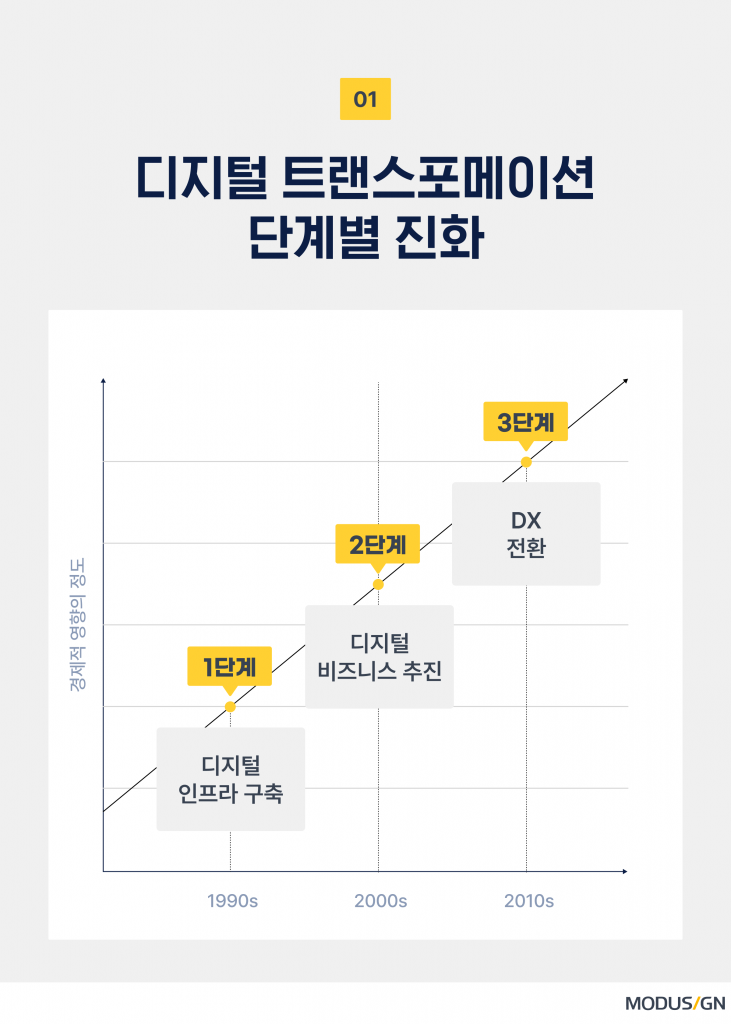 01
디지털 트랜스포메이션
단계별 진화
경제적 영향의 정도
3단계
DX
전환
2단계
디지털
비즈니스 추진
1단계
디지털
인프라 구축
1990s
2000s
2010s
MODUS/GN